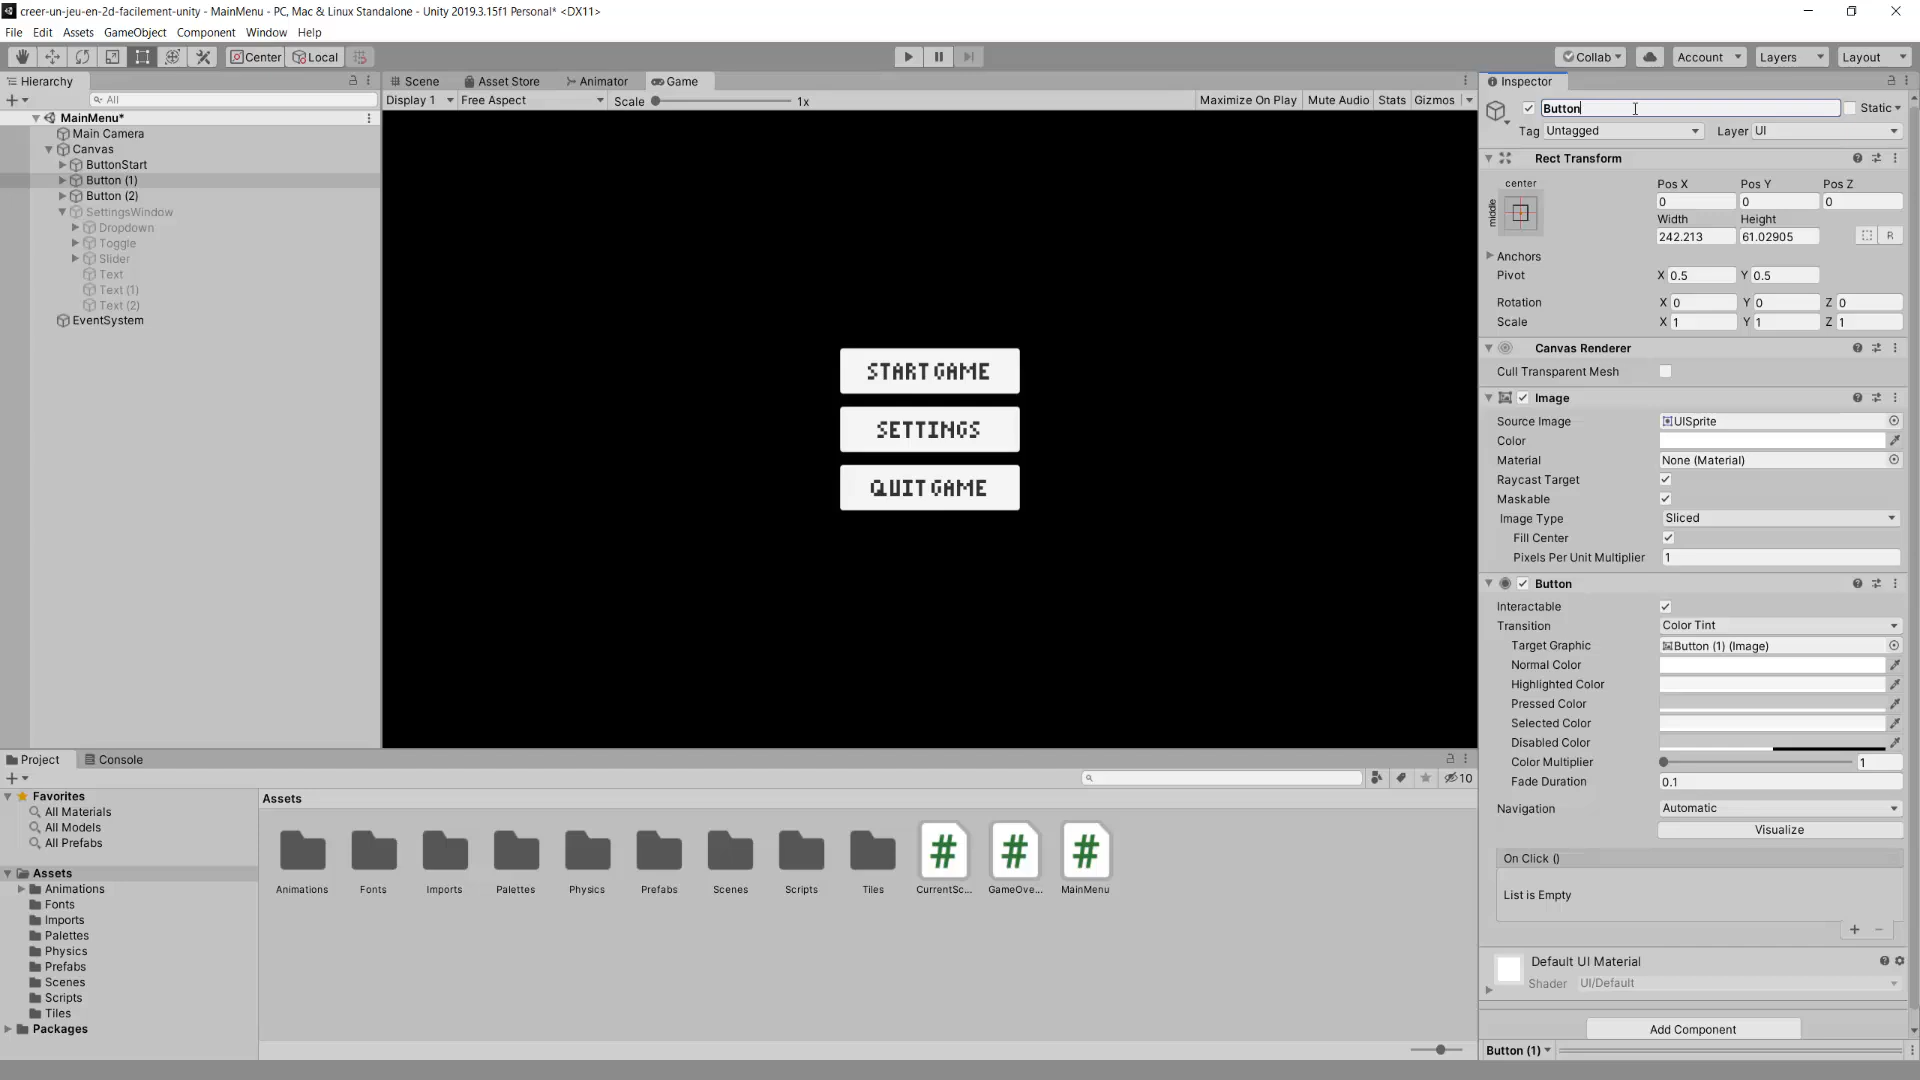 creer-un-jeu-en-2d-facilement-unity - MainMenu - PC, Mac & Linux Standalone - Unity 2019.3.15f1 Personal* <DX11>
File Edit Assets GameObject Component Window Help
Center Local Collab Account Layers Layout
Hierarchy
All
MainMenu*
Main Camera
Canvas
ButtonStart
Button (1)
Button (2)
SettingsWindow
Dropdown
Toggle
Slider
Text
Text (1)
Text (2)
EventSystem
Scene Asset Store Animator Game
Display 1 Free Aspect Scale 1x Maximize On Play Mute Audio Stats Gizmos
START GAME
SETTINGS
QUIT GAME
Inspector
Button Static
Tag Untagged Layer UI
Rect Transform
center
middle
Pos X Pos Y Pos Z
0 0 0
Width Height
242.213 61.02905 R
Anchors
Pivot X 0.5 Y 0.5
Rotation X 0 Y 0 Z 0
Scale X 1 Y 1 Z 1
Canvas Renderer
Cull Transparent Mesh
Image
Source Image UISprite
Color
Material None (Material)
Raycast Target
Maskable
Image Type Sliced
Fill Center
Pixels Per Unit Multiplier 1
Button
Interactable
Transition Color Tint
Target Graphic Button (1) (Image)
Normal Color
Highlighted Color
Pressed Color
Selected Color
Disabled Color
Color Multiplier 1
Fade Duration 0.1
Navigation Automatic
Visualize
On Click ()
List is Empty
Default UI Material
Shader UI/Default
Add Component
Button (1)
Project Console
10
Favorites
All Materials
All Models
All Prefabs
Assets
Animations
Fonts
Imports
Palettes
Physics
Prefabs
Scenes
Scripts
Tiles
Packages
Assets
Animations Fonts Imports Palettes Physics Prefabs Scenes Scripts Tiles CurrentSc... GameOve... MainMenu